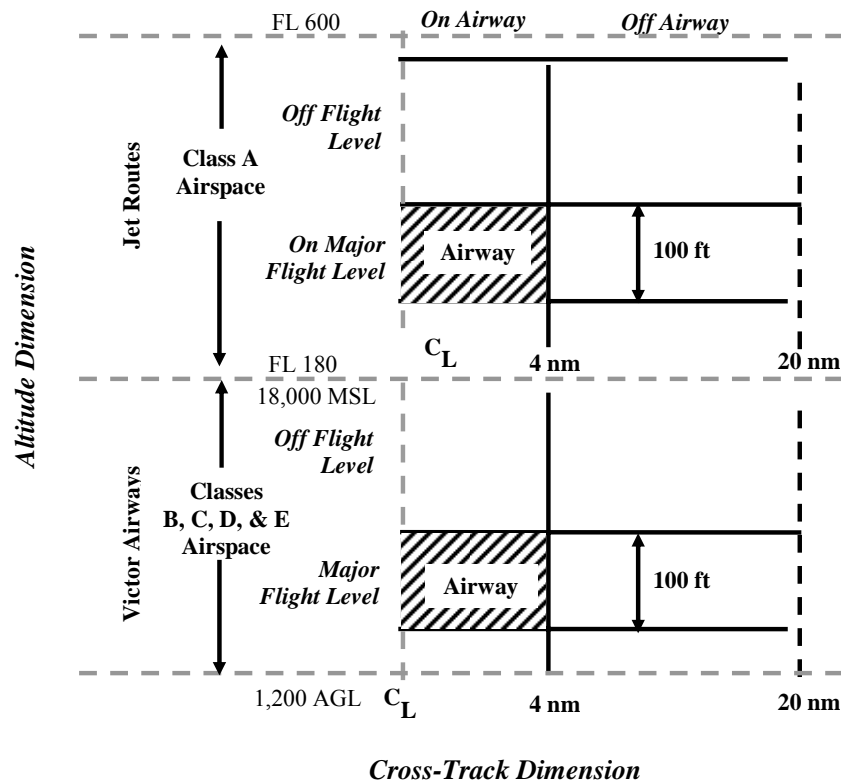 FL 600
On Airway
Off Airway
Off Flight
Level
Class A
Airspace
Jet Routes
On Major
Flight Level
Airway
100 ft
Altitude Dimension
CL
4 nm
20 nm
FL 180
18,000 MSL
Off Flight
Level
Classes
B, C, D, & E
Airspace
Victor Airways
Major
Flight Level
Airway
100 ft
1,200 AGL
CL
4 nm
20 nm
Cross-Track Dimension